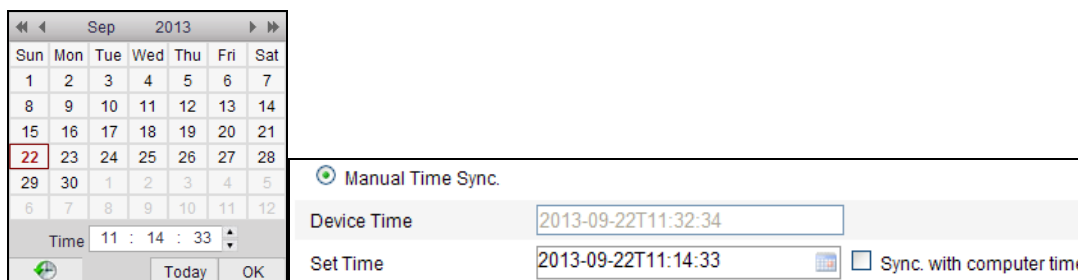 Sep 2013
Sun Mon Tue Wed Thu Fri Sat
1 2 3 4 5 6 7
8 9 10 11 12 13 14
15 16 17 18 19 20 21
22 23 24 25 26 27 28
29 30 1 2 3 4 5
6 7 8 9 10 11 12
Time 11 : 14 : 33
Today OK
Manual Time Sync.
Device Time 2013-09-22T11:32:34
Set Time 2013-09-22T11:14:33 Sync. with computer time